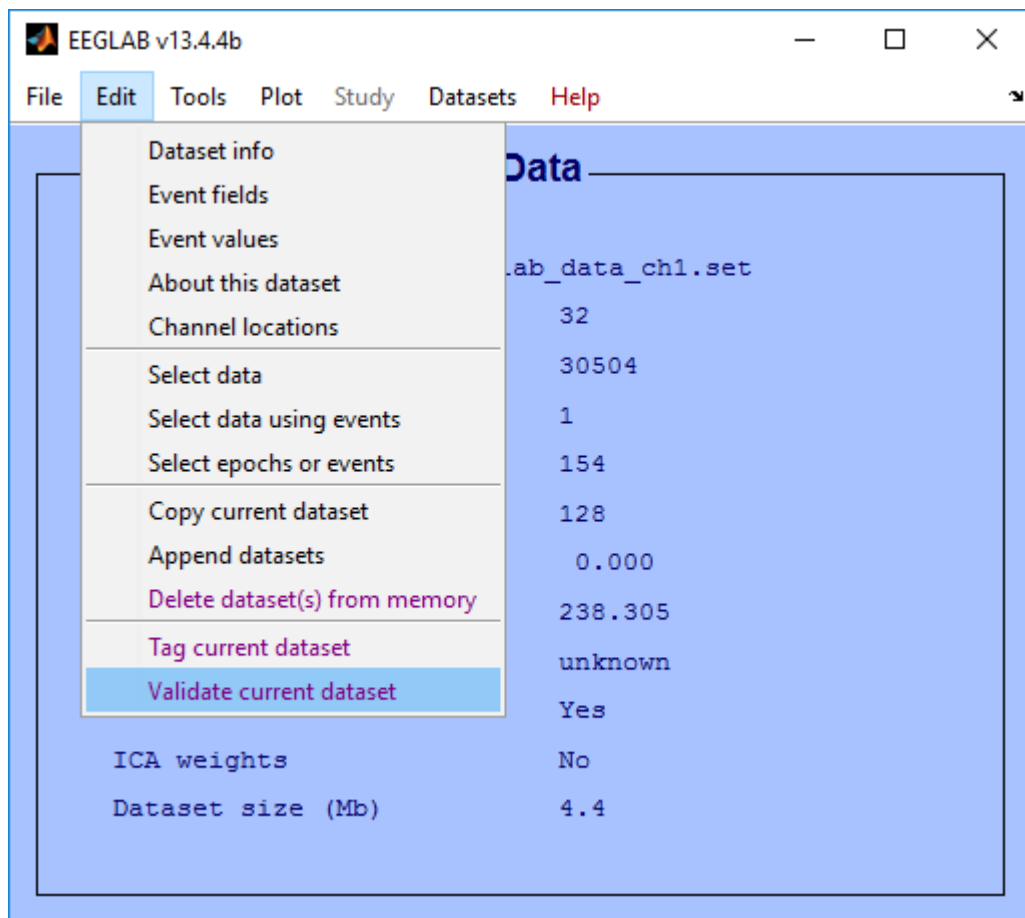 EEGLAB v13.4.4b
File Edit Tools Plot Study Datasets Help
Dataset info
Data
Event fields
Event values
ab_data_ch1.set
About this dataset
32
Channel locations
30504
Select data
Select data using events
1
Select epochs or events
154
Copy current dataset
128
Append datasets
0.000
Delete dataset(s) from memory
238.305
Tag current dataset
unknown
Validate current dataset
Yes
ICA weights No
Dataset size (Mb) 4.4